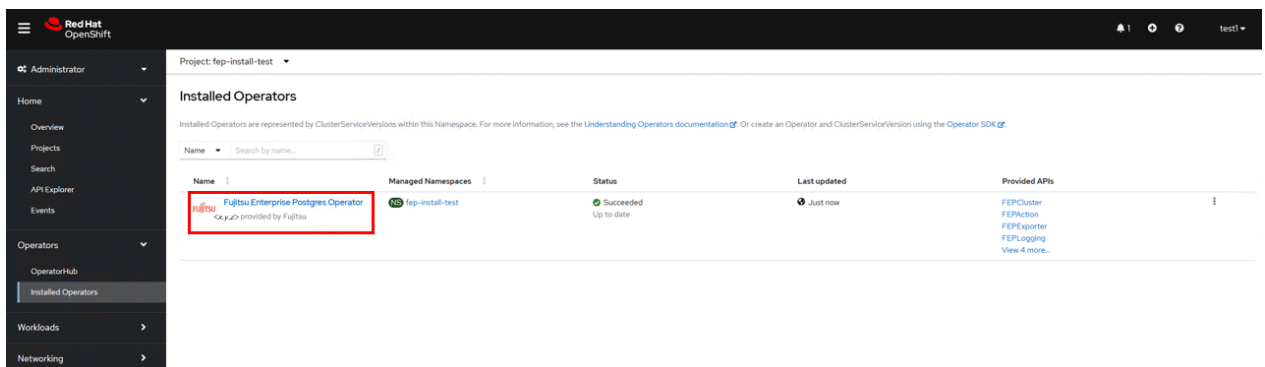 Red Hat
OpenShift
1
test1
Administrator
Project: fep-install-test
Home
Installed Operators
Overview
Installed Operators are represented by ClusterServiceVersions within this Namespace. For more information, see the Understanding Operators documentation. Or create an Operator and ClusterServiceVersion using the Operator SDK.
Projects
Name Search by name... /
Search
Name Managed Namespaces Status Last updated Provided APIs
API Explorer
FUJITSU Fujitsu Enterprise Postgres Operator NS fep-install-test Succeeded Just now FEPCluster
Events
<x.y.z> provided by Fujitsu Up to date FEPAction
FEPExporter
Operators
FEPLogging
View 4 more...
OperatorHub
Installed Operators
Workloads
Networking